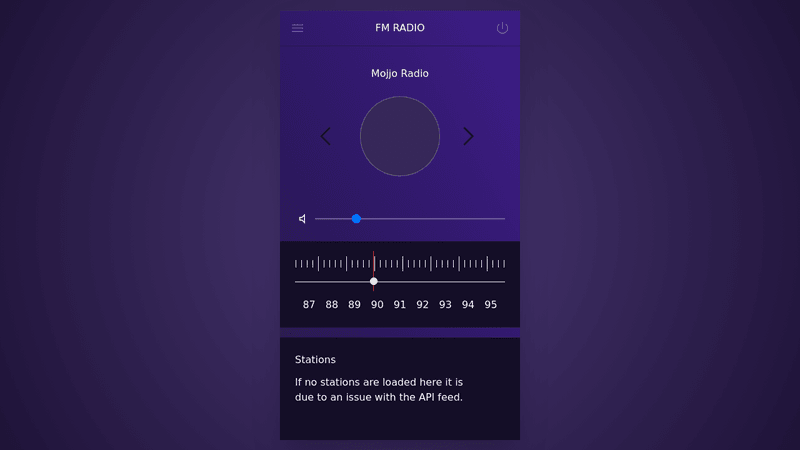 FM RADIO
Mojjo Radio
87 88 89 90 91 92 93 94 95
Stations
If no stations are loaded here it is
due to an issue with the API feed.